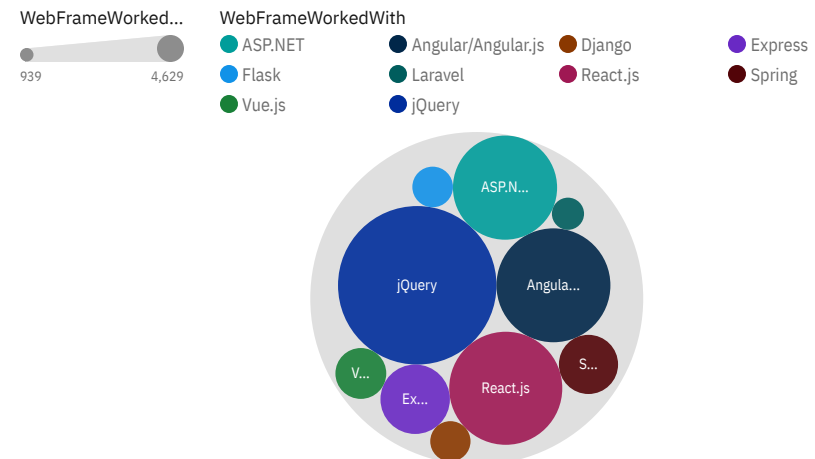 WebFrameWorked...
939 4,629
WebFrameWorkedWith
ASP.NET Angular/Angular.js Django Express
Flask Laravel React.js Spring
Vue.js jQuery
ASP.N...
jQuery
Angula...
S...
V...
React.js
Ex...